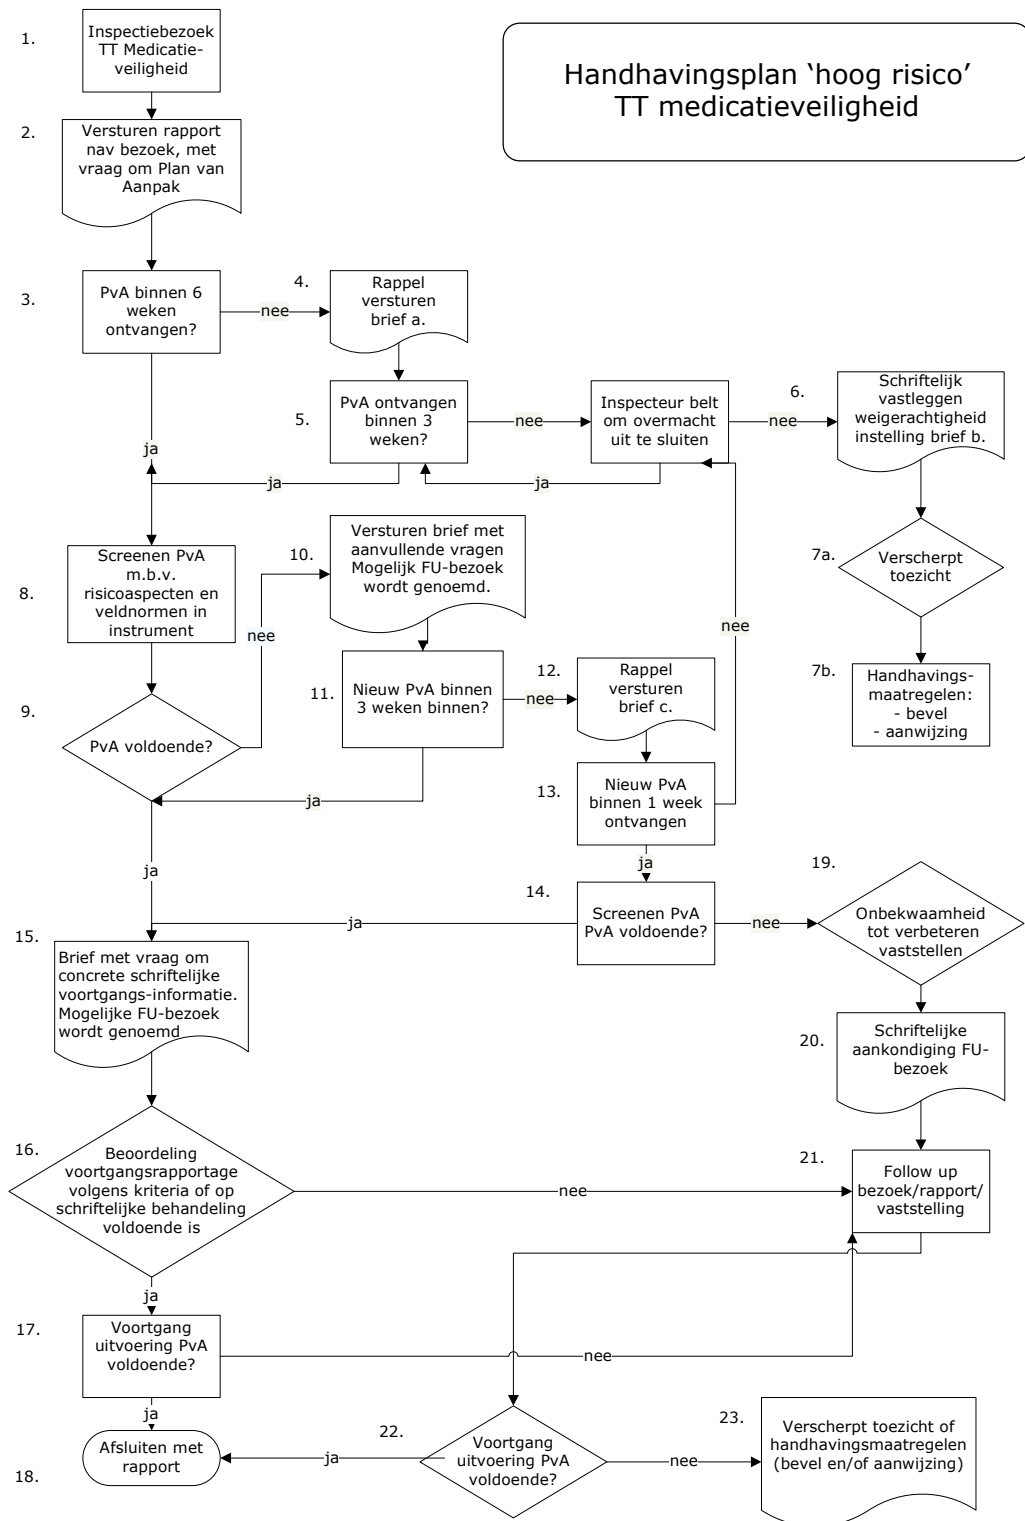 Handhavingsplan ‘hoog risico’
TT medicatieveiligheid
1.
Inspectiebezoek
TT Medicatie-
veiligheid
2.
Versturen rapport
nav bezoek, met
vraag om Plan van
Aanpak
3.
PvA binnen 6
weken
ontvangen?
nee
4.
Rappel
versturen
brief a.
5.
PvA ontvangen
binnen 3
weken?
nee
Inspecteur belt
om overmacht
uit te sluiten
nee
6.
Schriftelijk
vastleggen
weigerachtigheid
instelling brief b.
ja
ja
ja
7a.
Verscherpt
toezicht
7b.
Handhavings-
maatregelen:
- bevel
- aanwijzing
8.
Screenen PvA
m.b.v.
risicoaspecten en
veldnormen in
instrument
nee
9.
PvA voldoende?
10.
Versturen brief met
aanvullende vragen
Mogelijk FU-bezoek
wordt genoemd.
11.
Nieuw PvA binnen
3 weken binnen?
nee
12.
Rappel
versturen
brief c.
nee
13.
Nieuw PvA
binnen 1 week
ontvangen
ja
ja
ja
14.
Screenen PvA
PvA voldoende?
ja
nee
19.
Onbekwaamheid
tot verbeteren
vaststellen
15.
Brief met vraag om
concrete schriftelijke
voortgangs-informatie.
Mogelijke FU-bezoek
wordt genoemd
20.
Schriftelijke
aankondiging FU-
bezoek
16.
Beoordeling
voortgangsrapportage
volgens kriteria of op
schriftelijke behandeling
voldoende is
nee
21.
Follow up
bezoek/rapport/
vaststelling
ja
17.
Voortgang
uitvoering PvA
voldoende?
nee
ja
18.
Afsluiten met
rapport
ja
22.
Voortgang
uitvoering PvA
voldoende?
nee
23.
Verscherpt toezicht of
handhavingsmaatregelen
(bevel en/of aanwijzing)